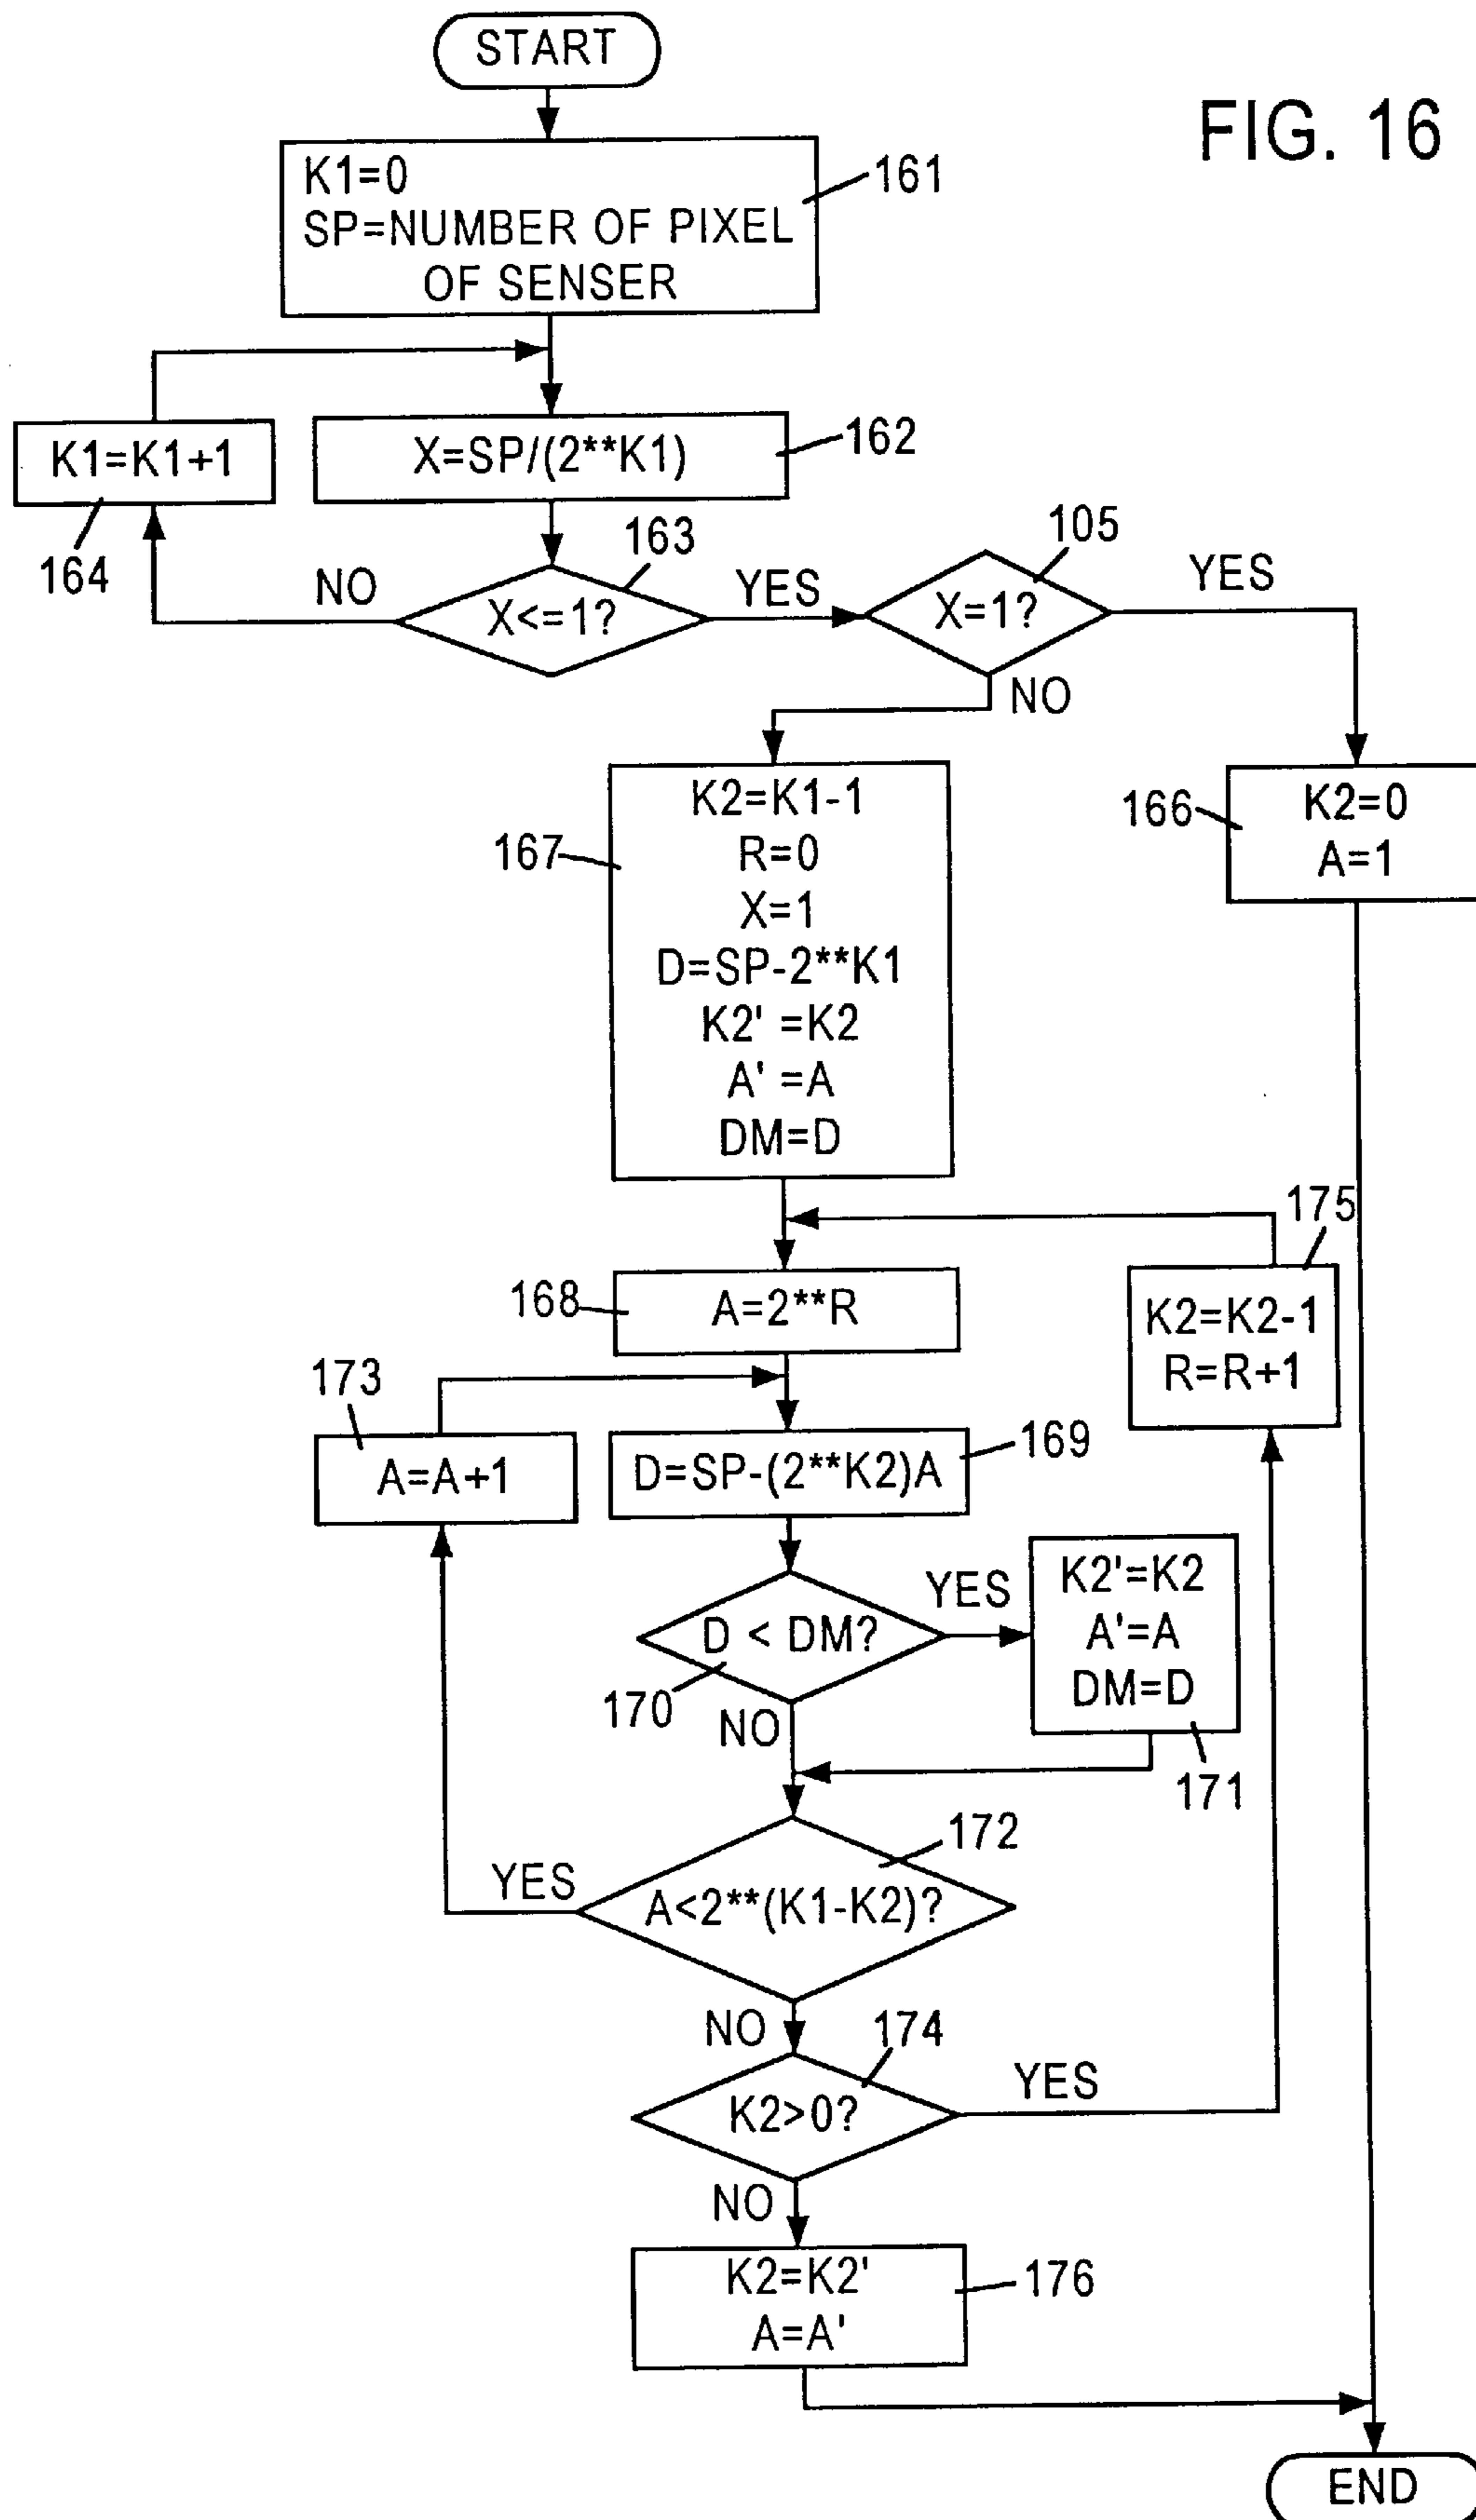 START
FIG. 16
K1=0
SP=NUMBER OF PIXEL
OF SENSER
161
K1=K1+1
164
X=SP/(2**K1)
162
X<=1?
163
NO
YES
X=1?
105
YES
NO
K2=K1-1
R=0
X=1
D=SP-2**K1
K2'=K2
A'=A
DM=D
167
166
K2=0
A=1
175
K2=K2-1
R=R+1
168
A=2**R
173
A=A+1
D=SP-(2**K2)A
169
D < DM?
170
YES
NO
K2'=K2
A'=A
DM=D
171
172
A<2**(K1-K2)?
YES
NO
174
K2>0?
YES
NO
K2=K2'
A=A'
176
END